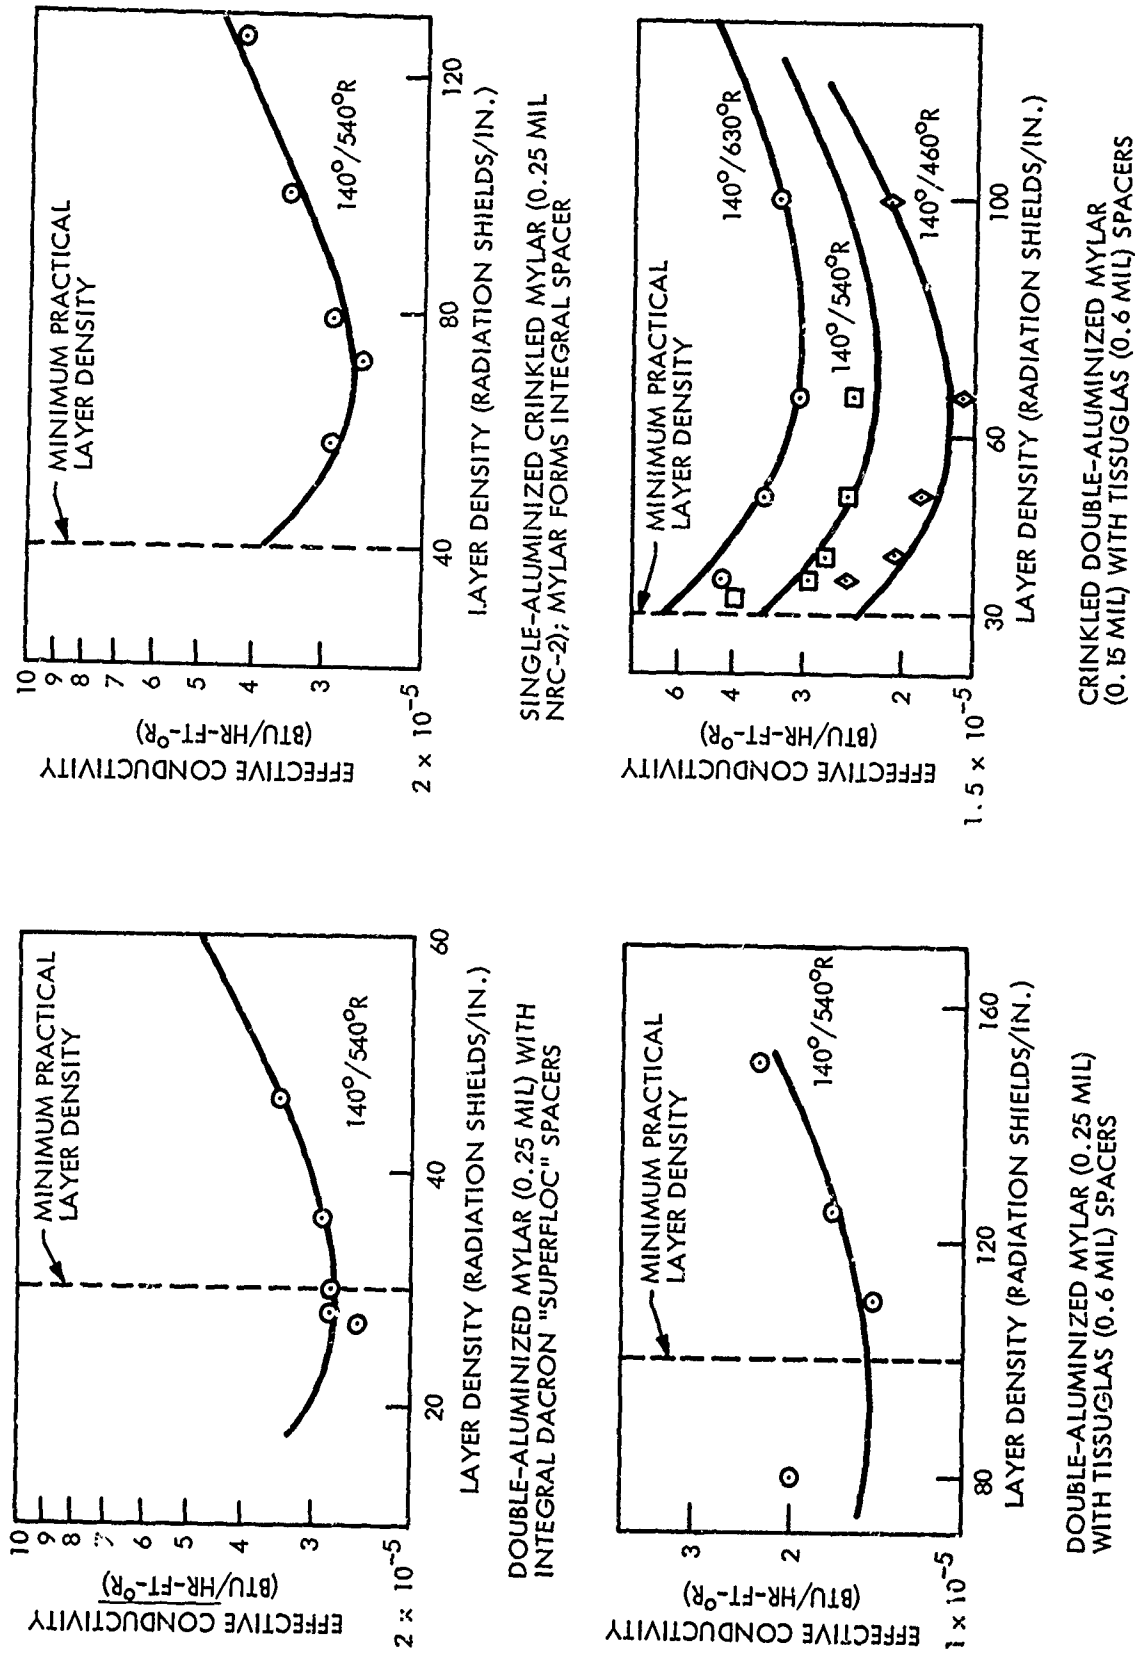 EFFECTIVE CONDUCTIVITY
(BTU/HR-FT-°R)
10
9
8
7
6
5
4
3
2 × 10⁻⁵
MINIMUM PRACTICAL
LAYER DENSITY
140°/540°R
20
40
60
LAYER DENSITY (RADIATION SHIELDS/IN.)
DOUBLE-ALUMINIZED MYLAR (0.25 MIL) WITH
INTEGRAL DACRON "SUPERFLOC" SPACERS
EFFECTIVE CONDUCTIVITY
(BTU/HR-FT-°R)
10
9
8
7
6
5
4
3
2 × 10⁻⁵
MINIMUM PRACTICAL
LAYER DENSITY
140°/540°R
40
80
120
LAYER DENSITY (RADIATION SHIELDS/IN.)
SINGLE-ALUMINIZED CRINKLED MYLAR (0.25 MIL
NRC-2); MYLAR FORMS INTEGRAL SPACER
EFFECTIVE CONDUCTIVITY
(BTU/HR-FT-°R)
3
2
1 × 10⁻⁵
MINIMUM PRACTICAL
LAYER DENSITY
140°/540°R
80
120
160
LAYER DENSITY (RADIATION SHIELDS/IN.)
DOUBLE-ALUMINIZED MYLAR (0.25 MIL)
WITH TISSUGLAS (0.6 MIL) SPACERS
EFFECTIVE CONDUCTIVITY
(BTU/HR-FT-°R)
6
4
3
2
1.5 × 10⁻⁵
MINIMUM PRACTICAL
LAYER DENSITY
140°/630°R
140°/540°R
140°/460°R
30
60
100
LAYER DENSITY (RADIATION SHIELDS/IN.)
CRINKLED DOUBLE-ALUMINIZED MYLAR
(0.15 MIL) WITH TISSUGLAS (0.6 MIL) SPACERS